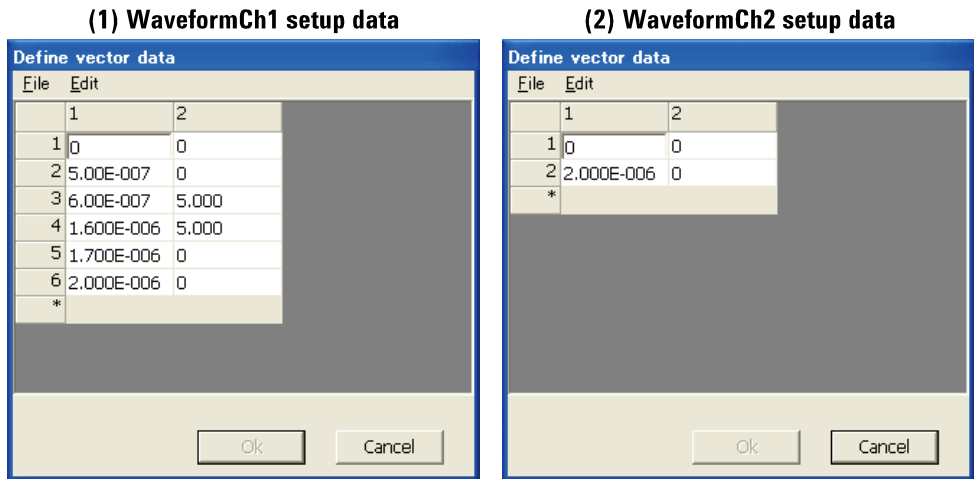 (1) WaveformCh1 setup data
Define vector data
File Edit
1 2
1 0 0
2 5.00E-007 0
3 6.00E-007 5.000
4 1.600E-006 5.000
5 1.700E-006 0
6 2.000E-006 0
*
Ok Cancel
(2) WaveformCh2 setup data
Define vector data
File Edit
1 2
1 0 0
2 2.000E-006 0
*
Ok Cancel